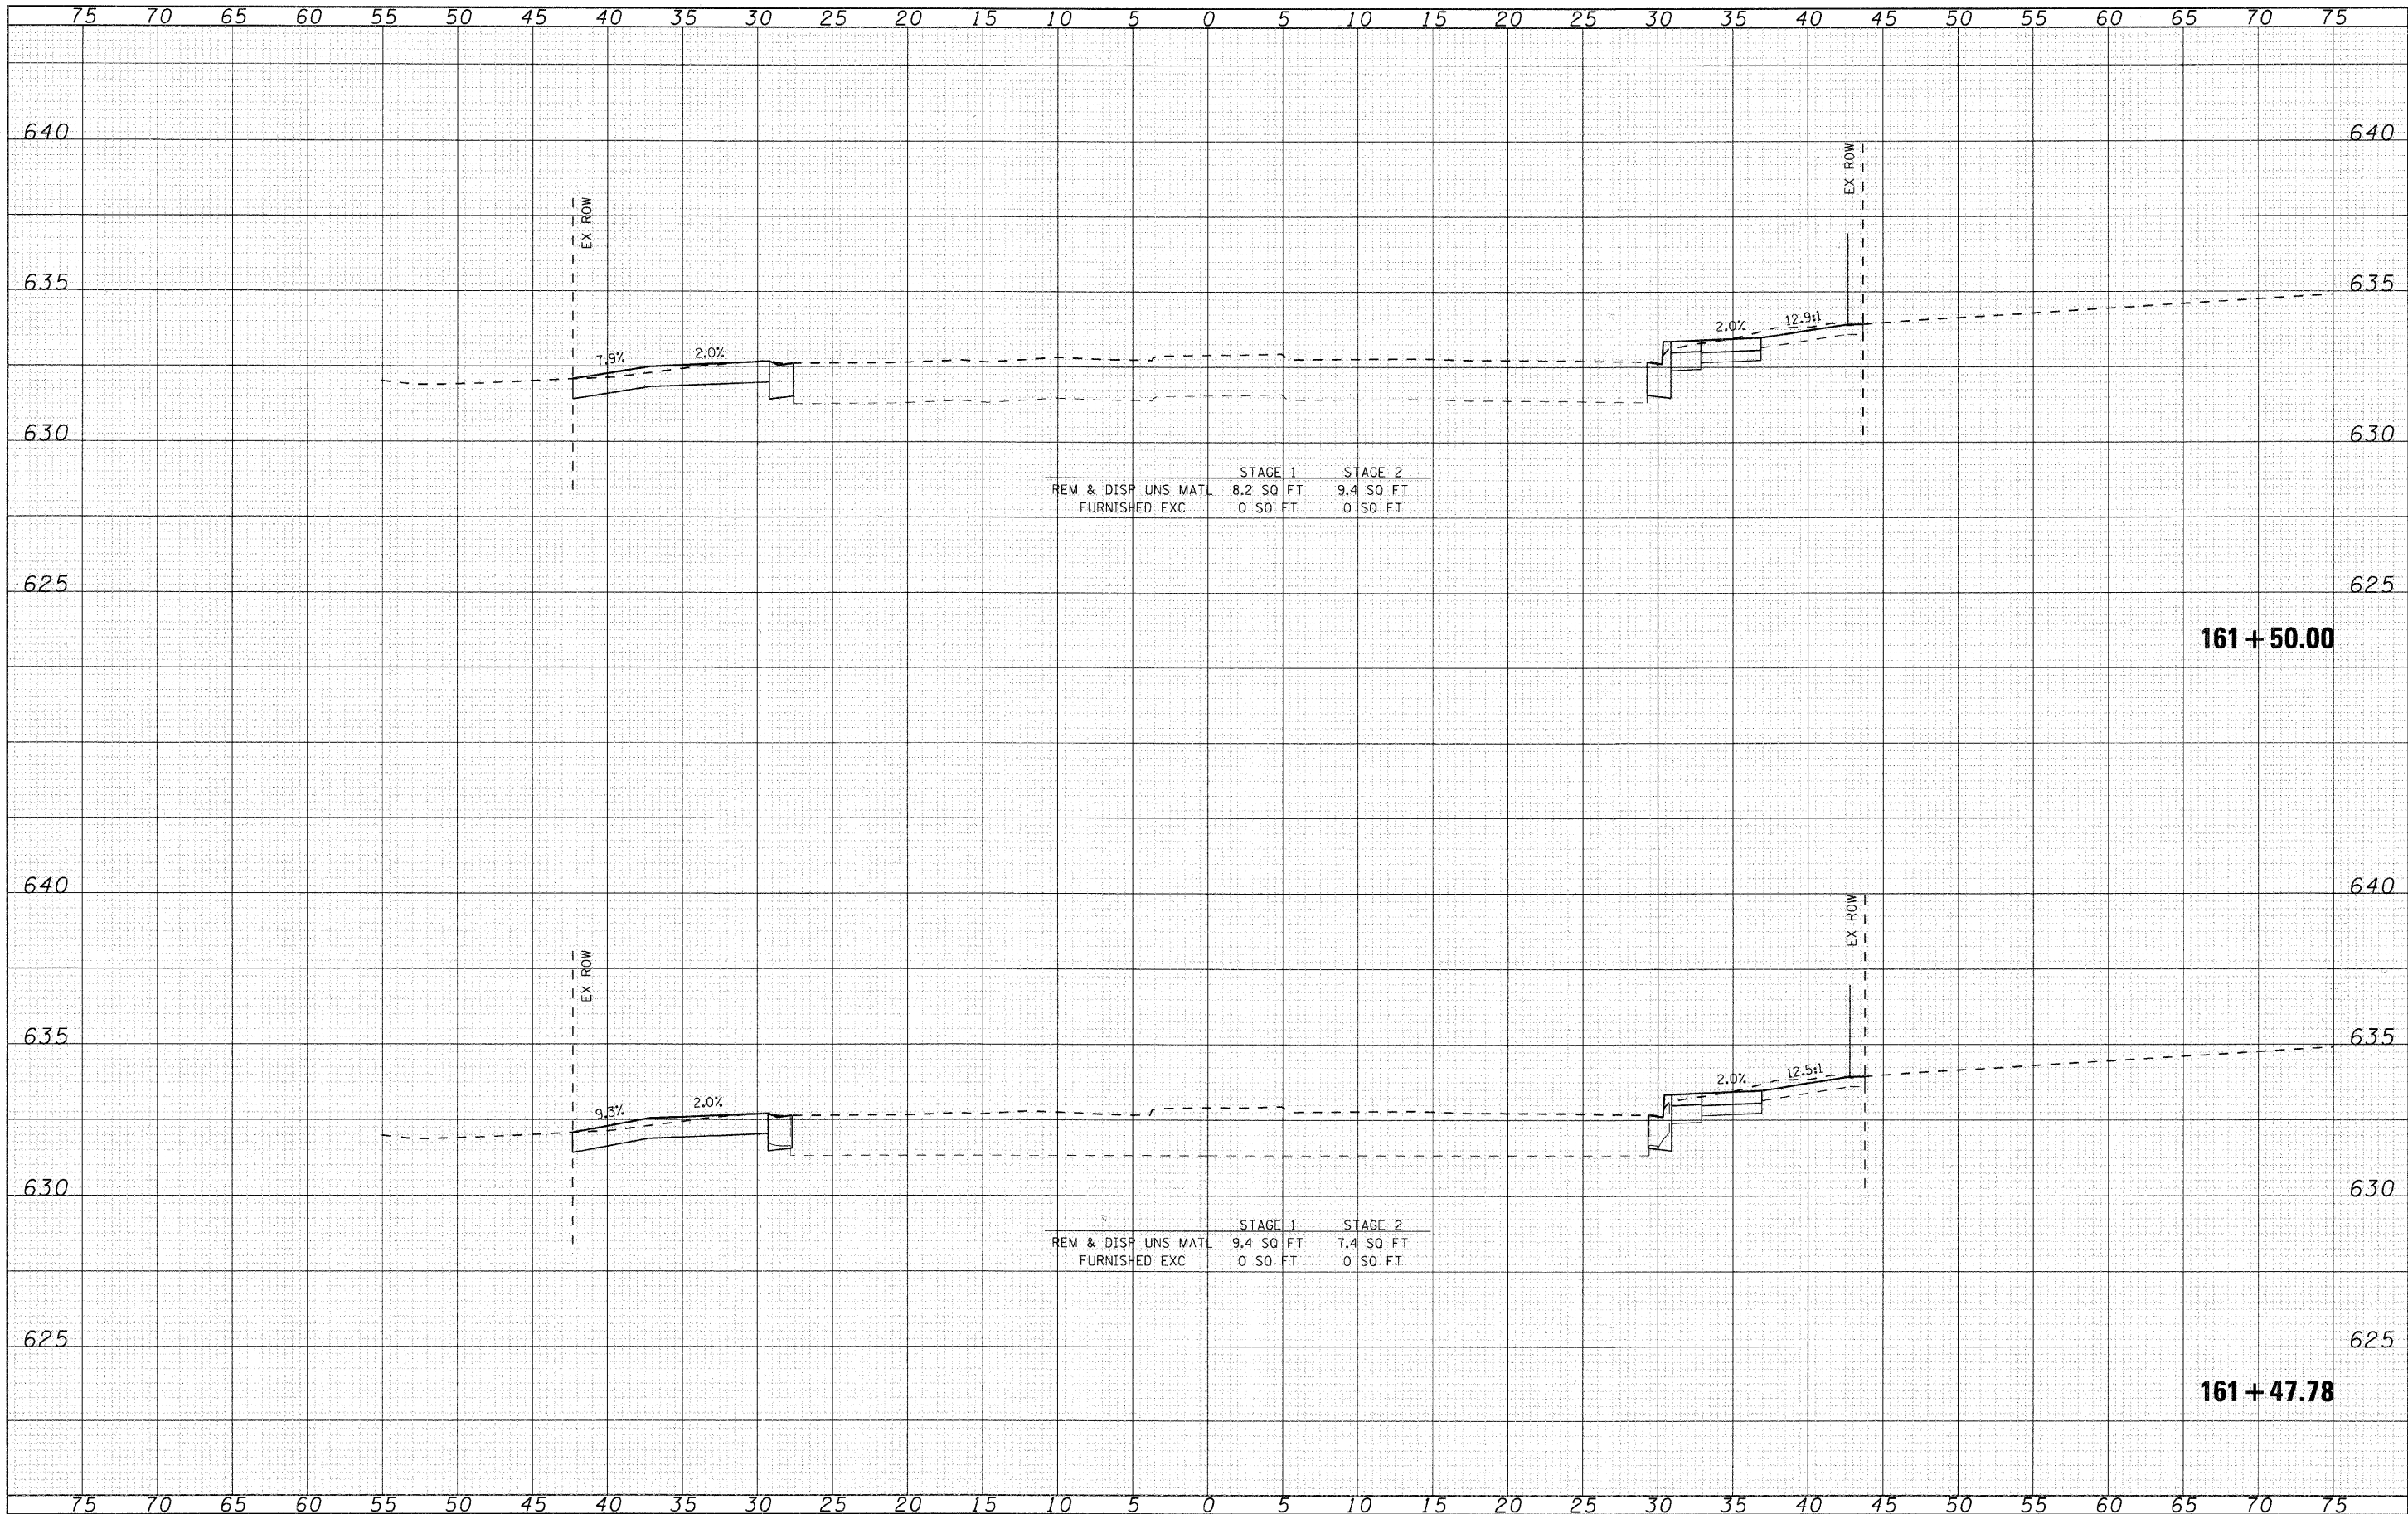 75 70 65 60 55 50 45 40 35 30 25 20 15 10 5 0 5 10 15 20 25 30 35 40 45 50 55 60 65 70 75
640 640
EX ROW
EX ROW
635 635
7.9% 2.0% 2.0% 12.9:1
630 630
STAGE 1 STAGE 2
REM & DISP UNS MATL 8.2 SQ FT 9.4 SQ FT
FURNISHED EXC 0 SQ FT 0 SQ FT
625 625
161 + 50.00
640 640
EX ROW
EX ROW
635 635
9.3% 2.0% 2.0% 12.5:1
630 630
STAGE 1 STAGE 2
REM & DISP UNS MATL 9.4 SQ FT 7.4 SQ FT
FURNISHED EXC 0 SQ FT 0 SQ FT
625 625
161 + 47.78
75 70 65 60 55 50 45 40 35 30 25 20 15 10 5 0 5 10 15 20 25 30 35 40 45 50 55 60 65 70 75